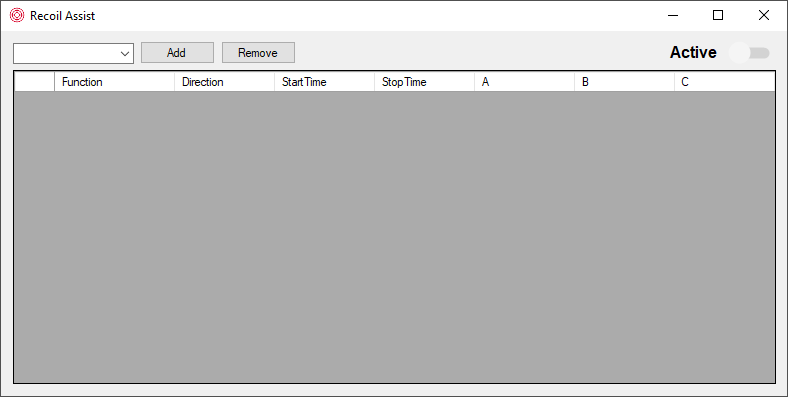 Recoil Assist
Add Remove Active
Function Direction StartTime StopTime A B C